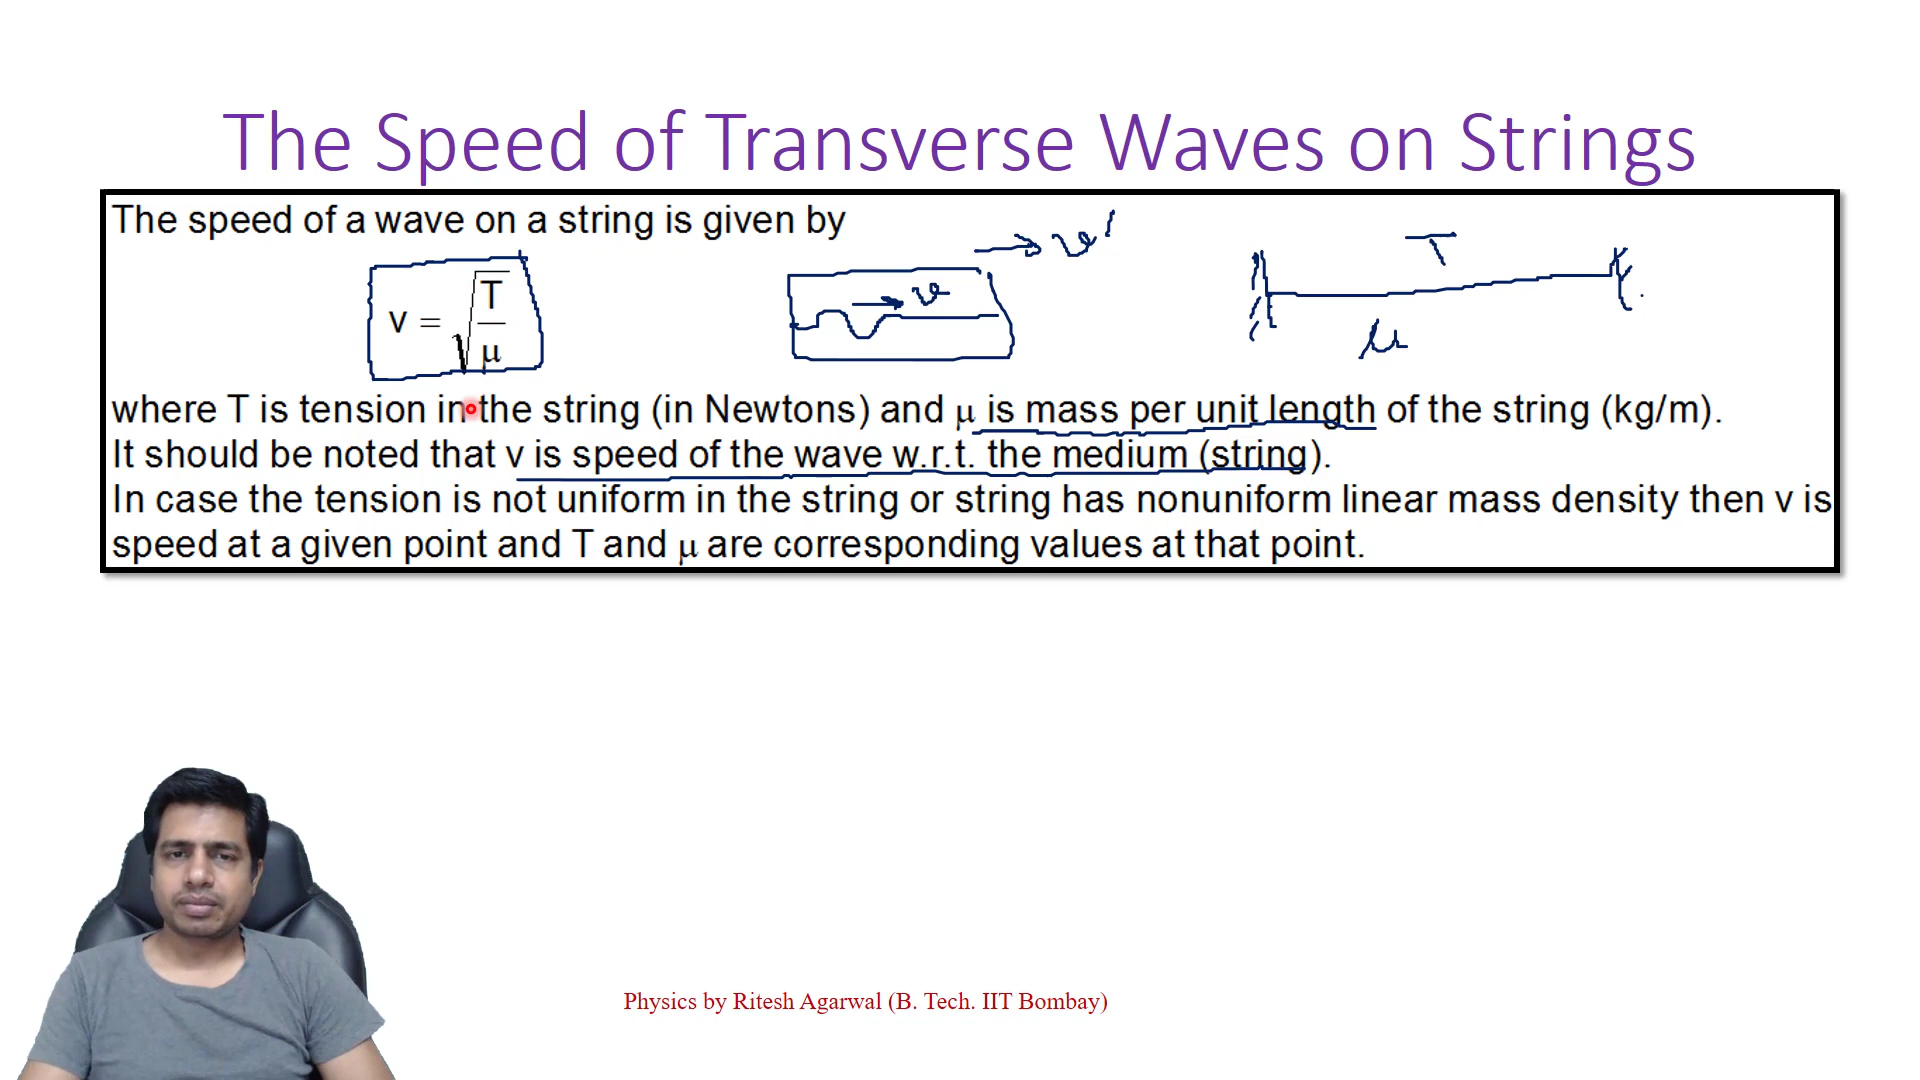 The Speed of Transverse Waves on Strings
The speed of a wave on a string is given by
v = √(T/μ)
v
v'
T
μ
where T is tension in the string (in Newtons) and μ is mass per unit length of the string (kg/m).
It should be noted that v is speed of the wave w.r.t. the medium (string).
In case the tension is not uniform in the string or string has nonuniform linear mass density then v is
speed at a given point and T and μ are corresponding values at that point.
Physics by Ritesh Agarwal (B. Tech. IIT Bombay)